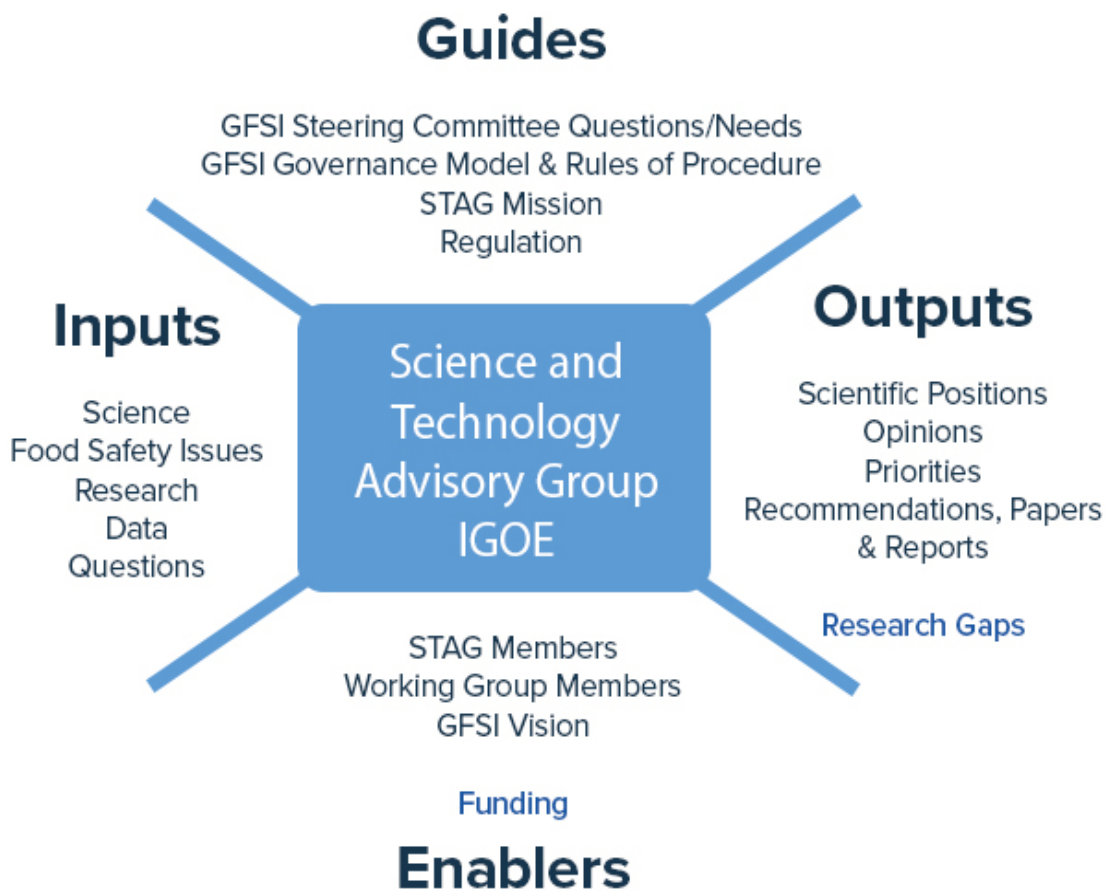 Guides
GFSI Steering Committee Questions/Needs
GFSI Governance Model & Rules of Procedure
STAG Mission
Regulation
Inputs
Science
Food Safety Issues
Research
Data
Questions
Science and
Technology
Advisory Group
IGOE
Outputs
Scientific Positions
Opinions
Priorities
Recommendations, Papers
& Reports
Research Gaps
STAG Members
Working Group Members
GFSI Vision
Funding
Enablers